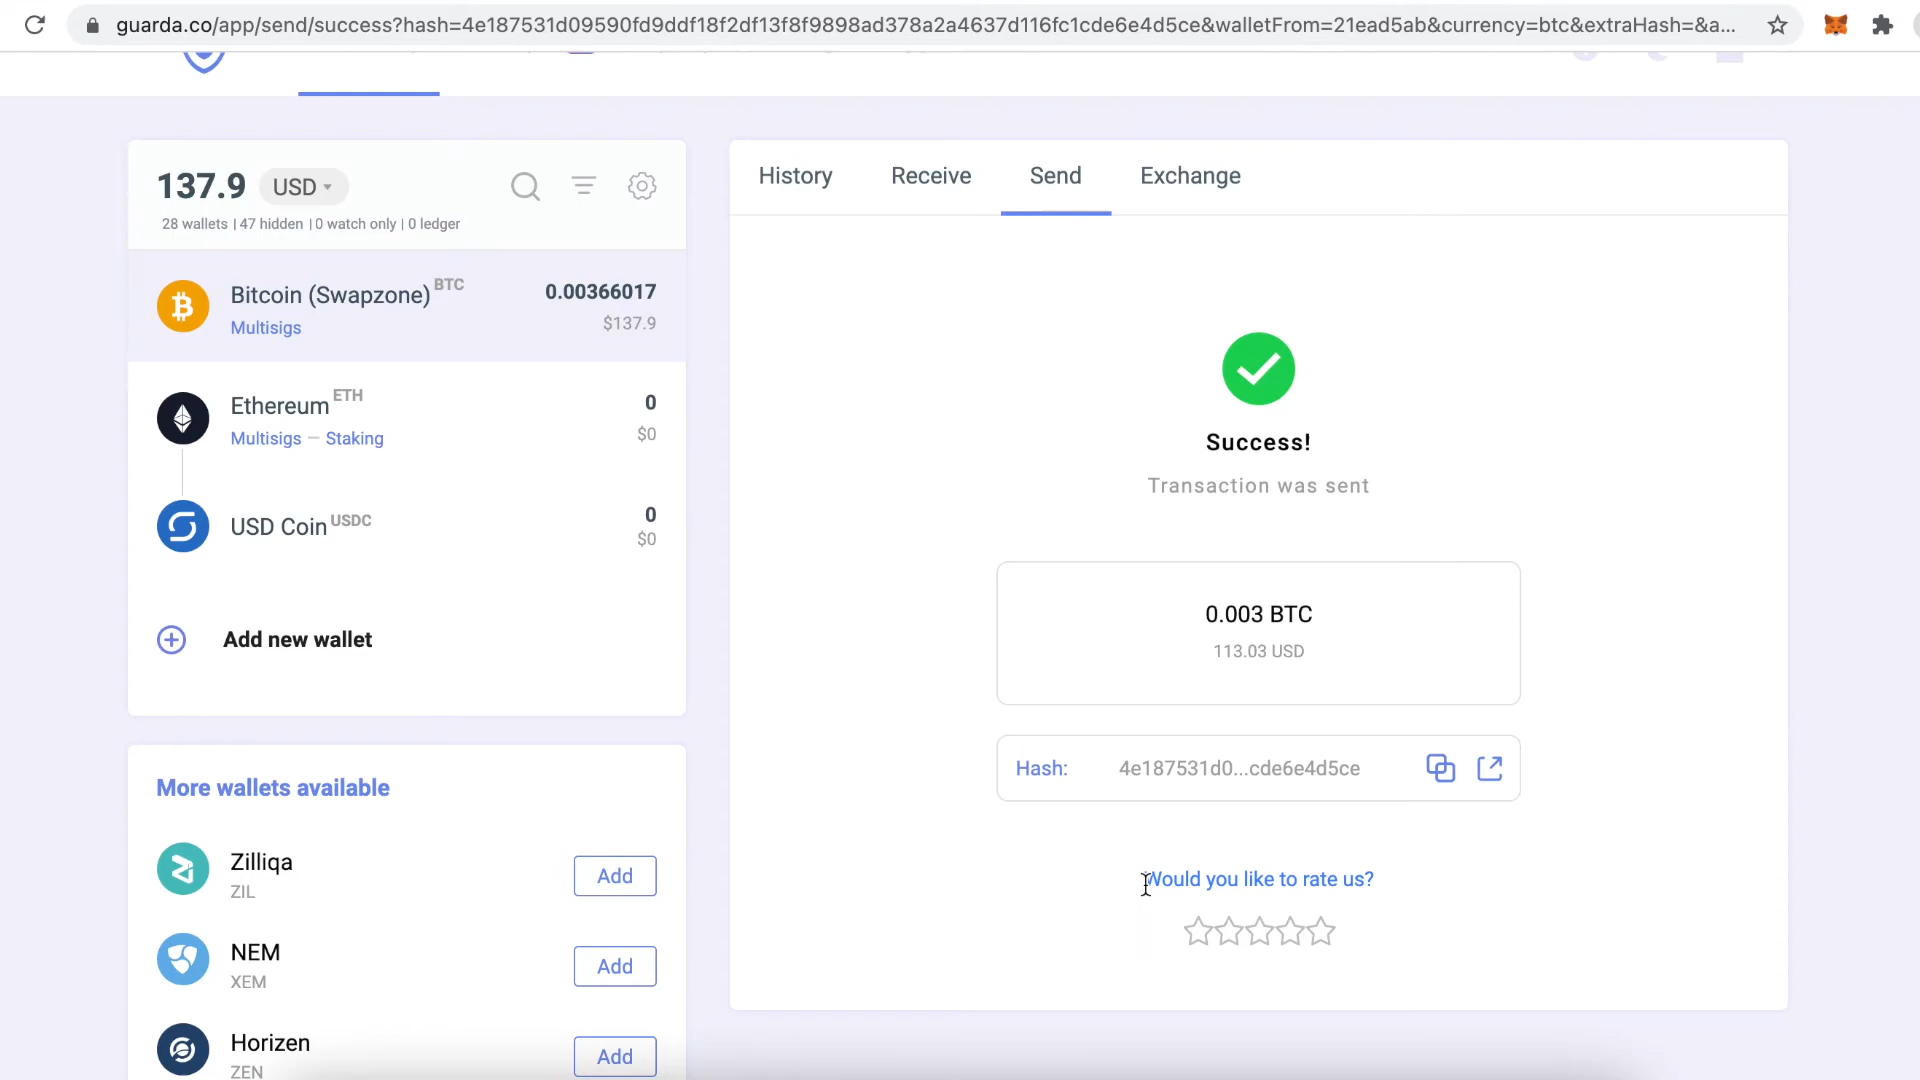 guarda.co/app/send/success?hash=4e187531d09590fd9ddf18f2df13f8f9898ad378a2a4637d116fc1cde6e4d5ce&walletFrom=21ead5ab&currency=btc&extraHash=&a...
137.9 USD
28 wallets | 47 hidden | 0 watch only | 0 ledger
Bitcoin (Swapzone) BTC 0.00366017
Multisigs $137.9
Ethereum ETH 0
Multisigs — Staking $0
USD Coin USDC 0
$0
Add new wallet
More wallets available
Zilliqa
ZIL
Add
NEM
XEM
Add
Horizen
ZEN
Add
History Receive Send Exchange
Success!
Transaction was sent
0.003 BTC
113.03 USD
Hash: 4e187531d0...cde6e4d5ce
Would you like to rate us?